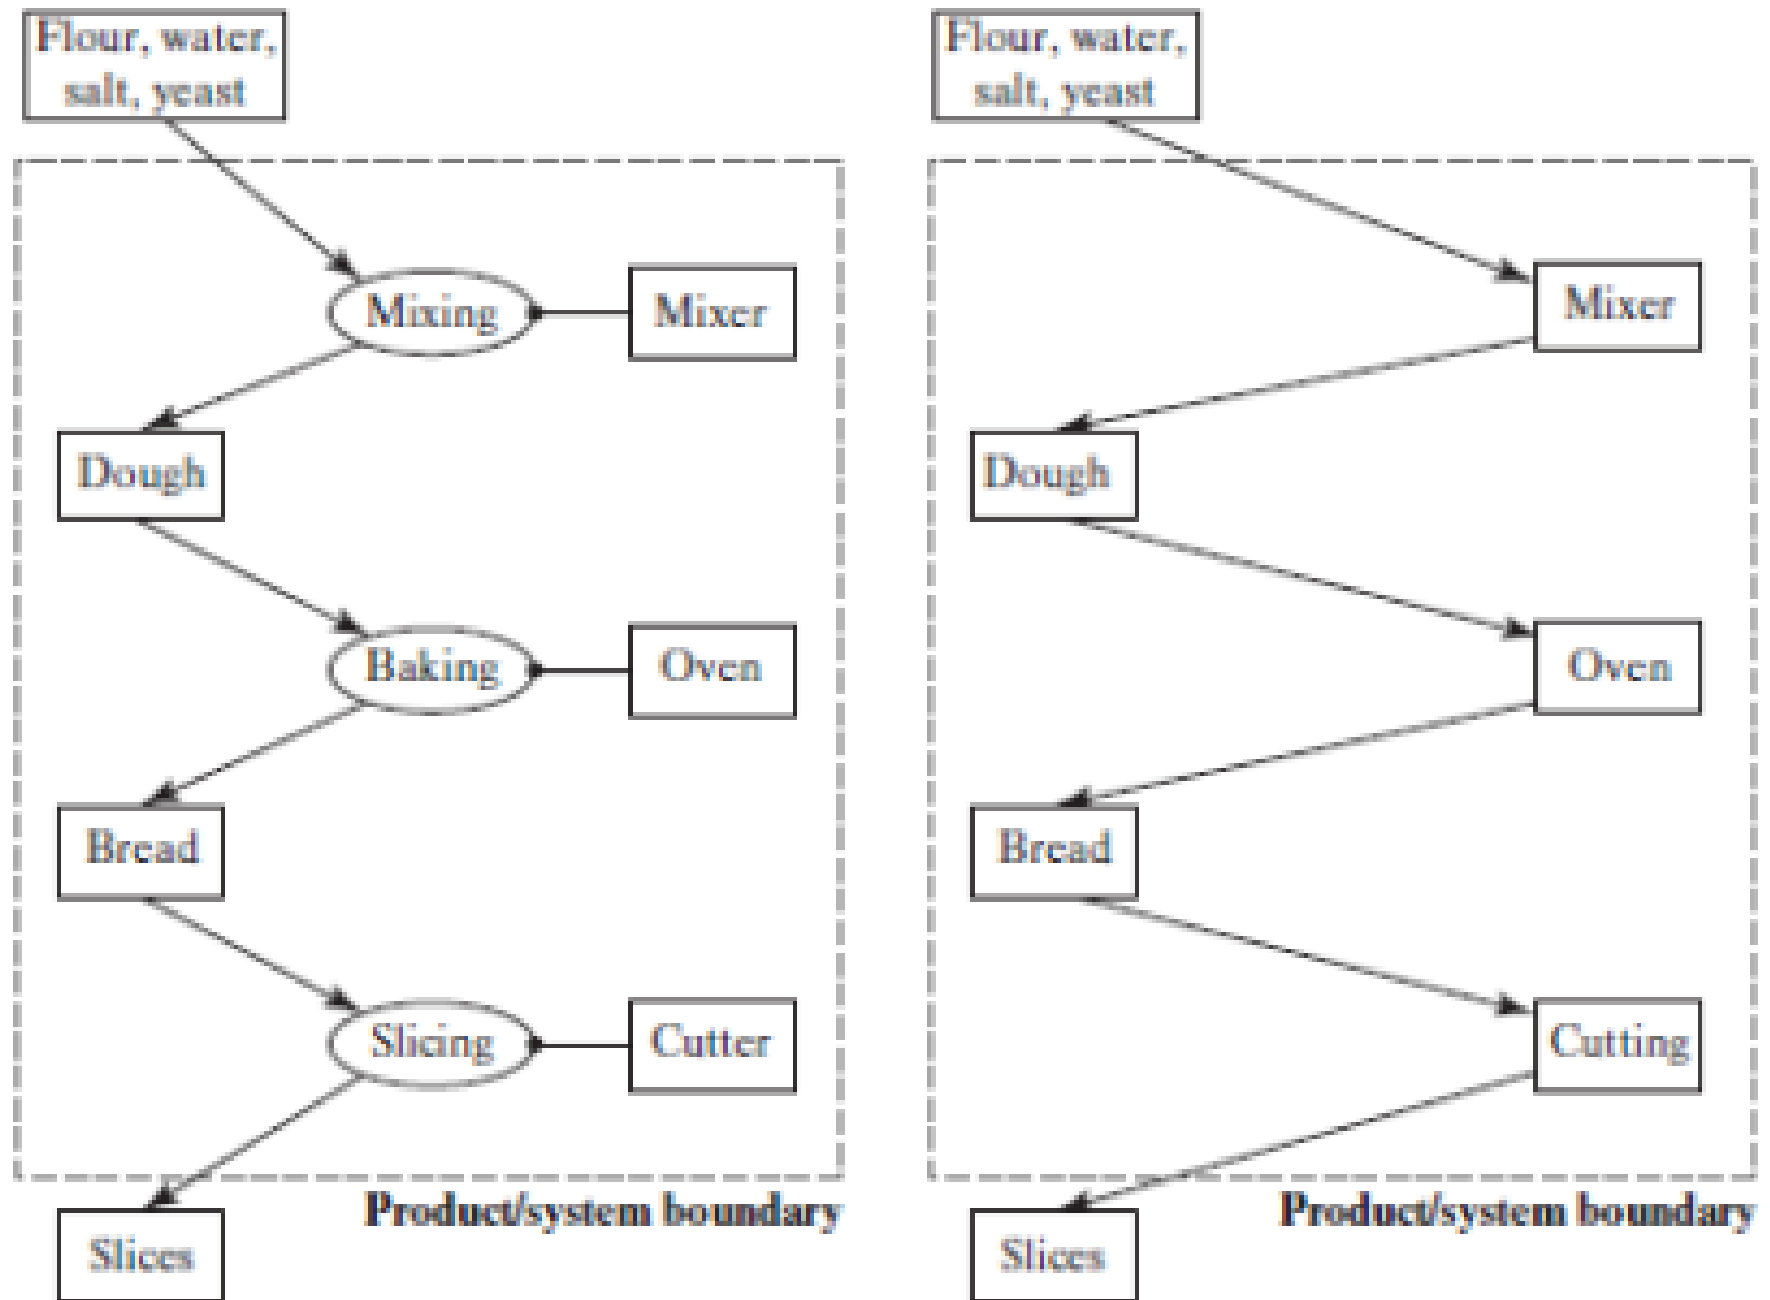 Flour, water,
salt, yeast
Mixing
Mixer
Dough
Baking
Oven
Bread
Slicing
Cutter
Product/system boundary
Slices
Flour, water,
salt, yeast
Mixer
Dough
Oven
Bread
Cutting
Product/system boundary
Slices